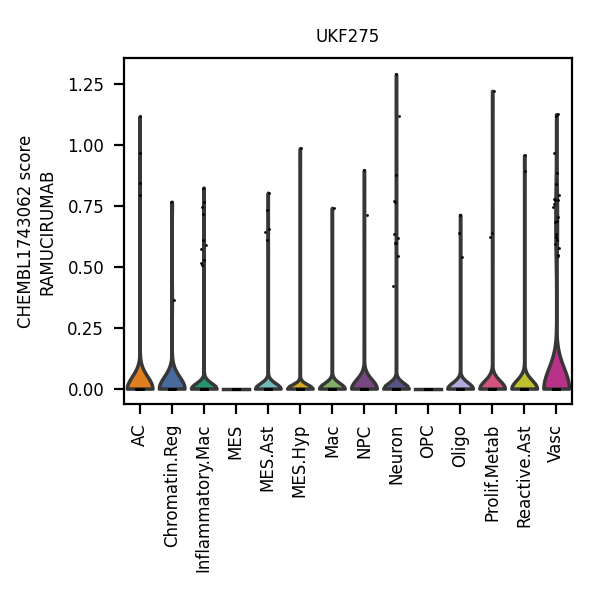 UKF275
CHEMBL1743062 score
RAMUCIRUMAB
1.25
1.00
0.75
0.50
0.25
0.00
AC
Chromatin.Reg
Inflammatory.Mac
MES
MES.Ast
MES.Hyp
Mac
NPC
Neuron
OPC
Oligo
Prolif.Metab
Reactive.Ast
Vasc